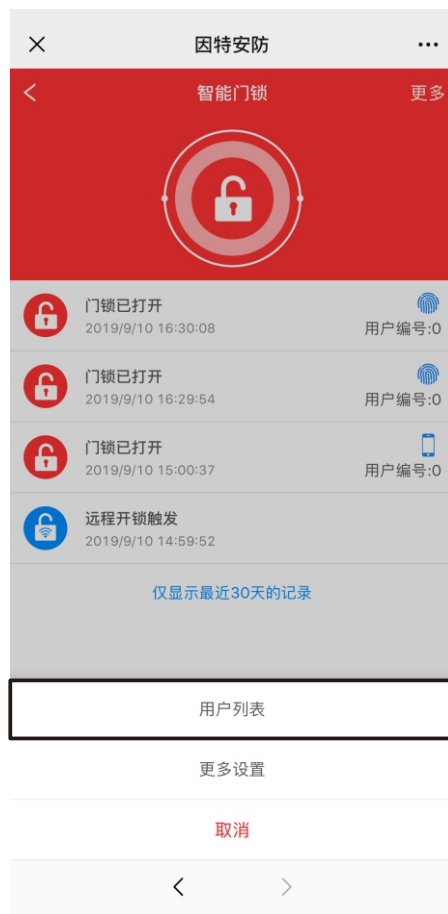 因特安防
智能门锁 更多
门锁已打开
2019/9/10 16:30:08 用户编号:0
门锁已打开
2019/9/10 16:29:54 用户编号:0
门锁已打开
2019/9/10 15:00:37 用户编号:0
远程开锁触发
2019/9/10 14:59:52
仅显示最近30天的记录
用户列表
更多设置
取消